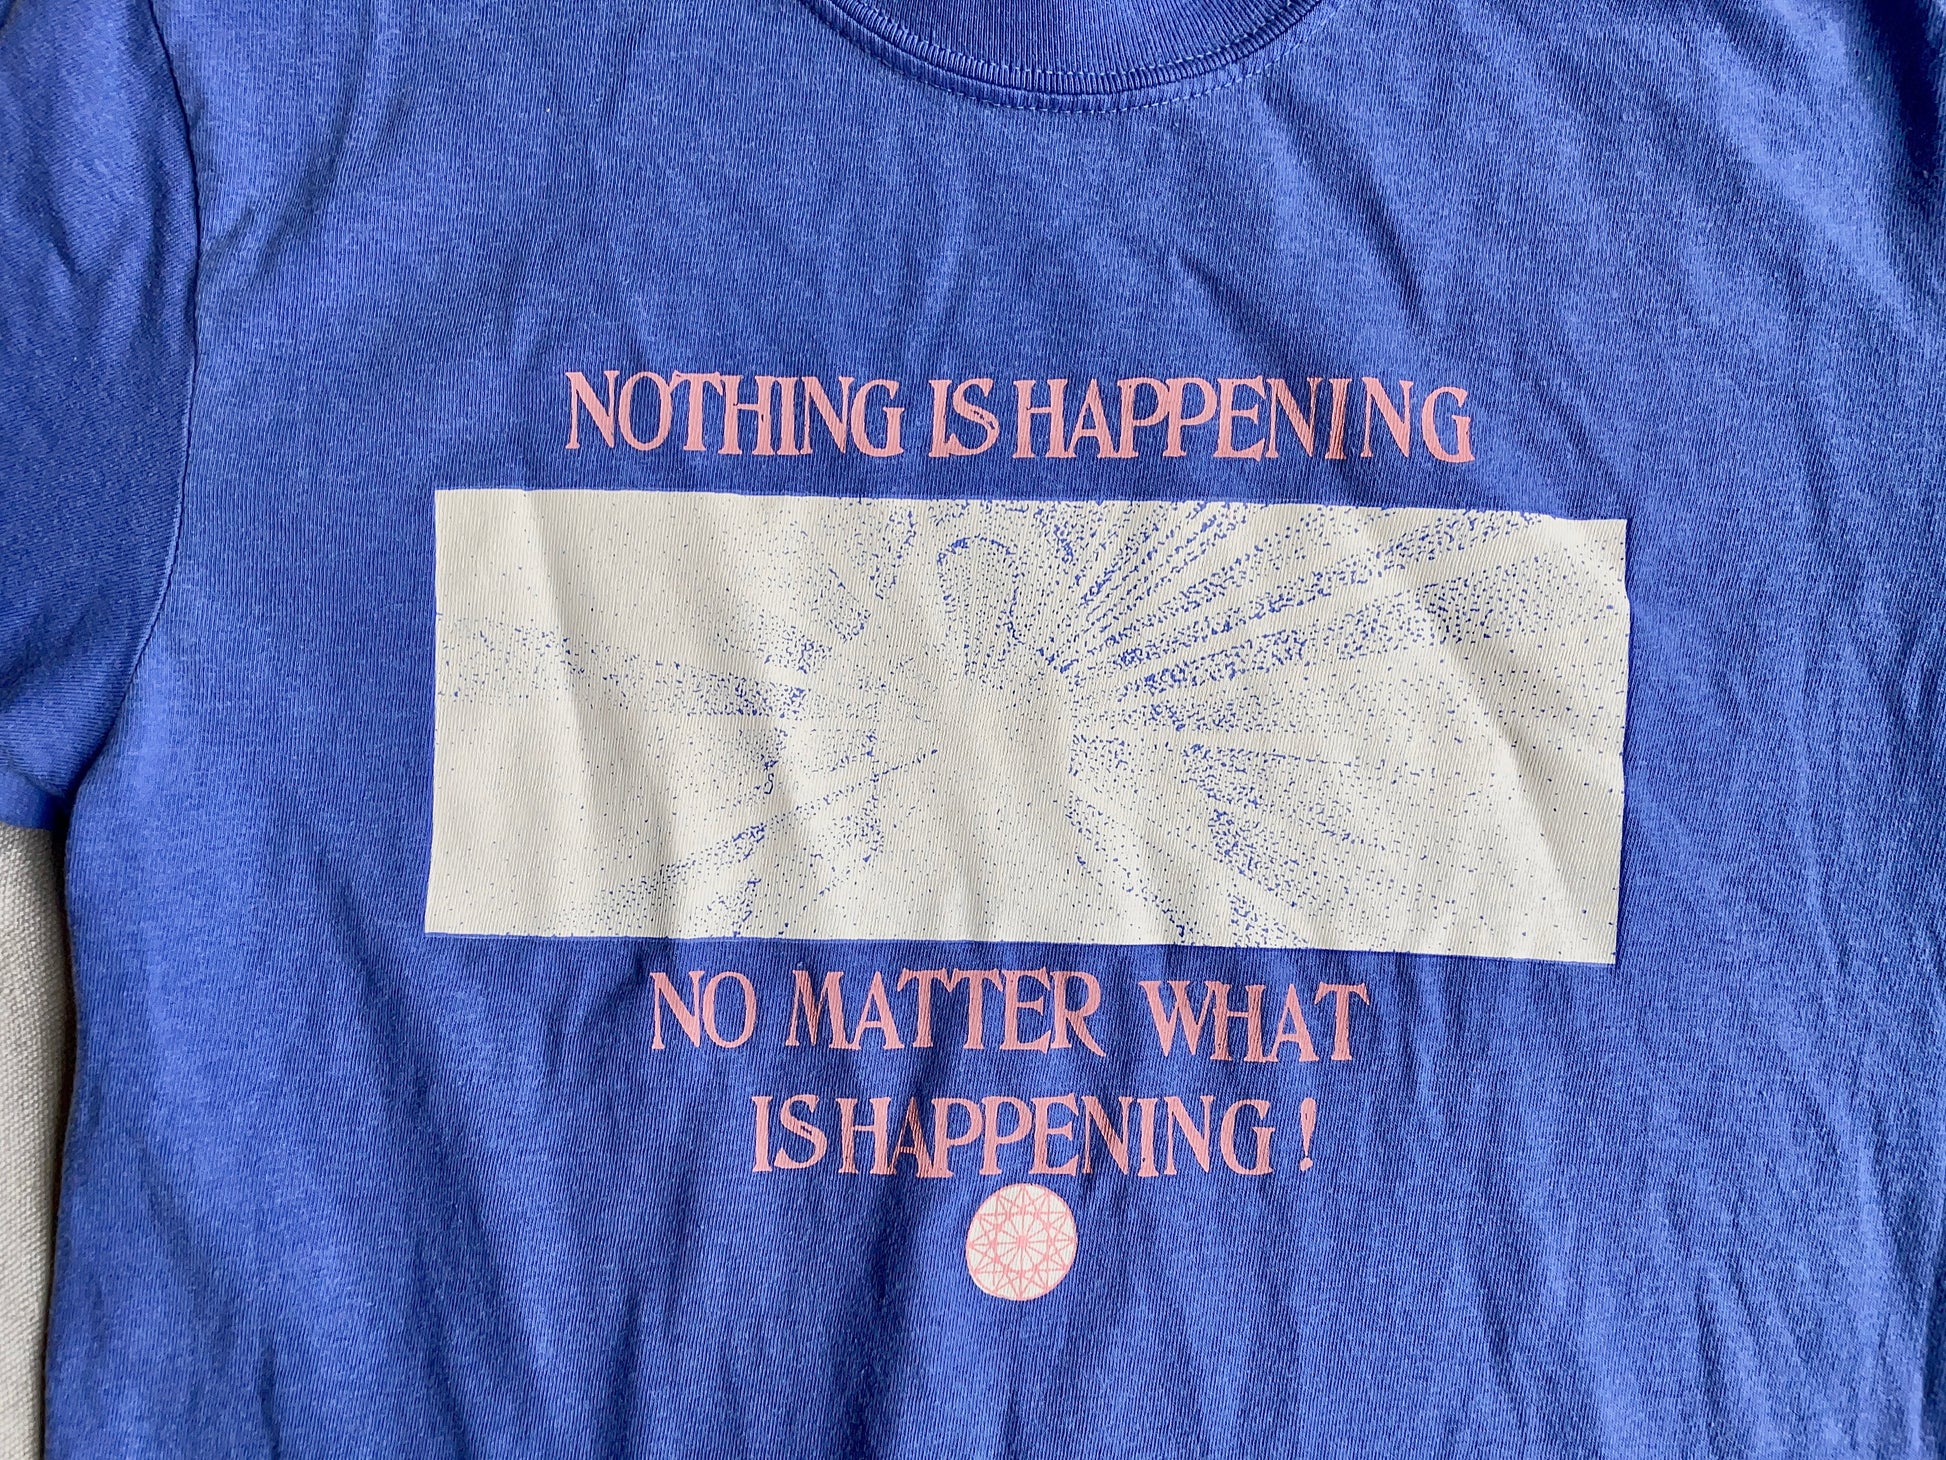 NOTHING IS HAPPENING
NO MATTER WHAT
IS HAPPENING!